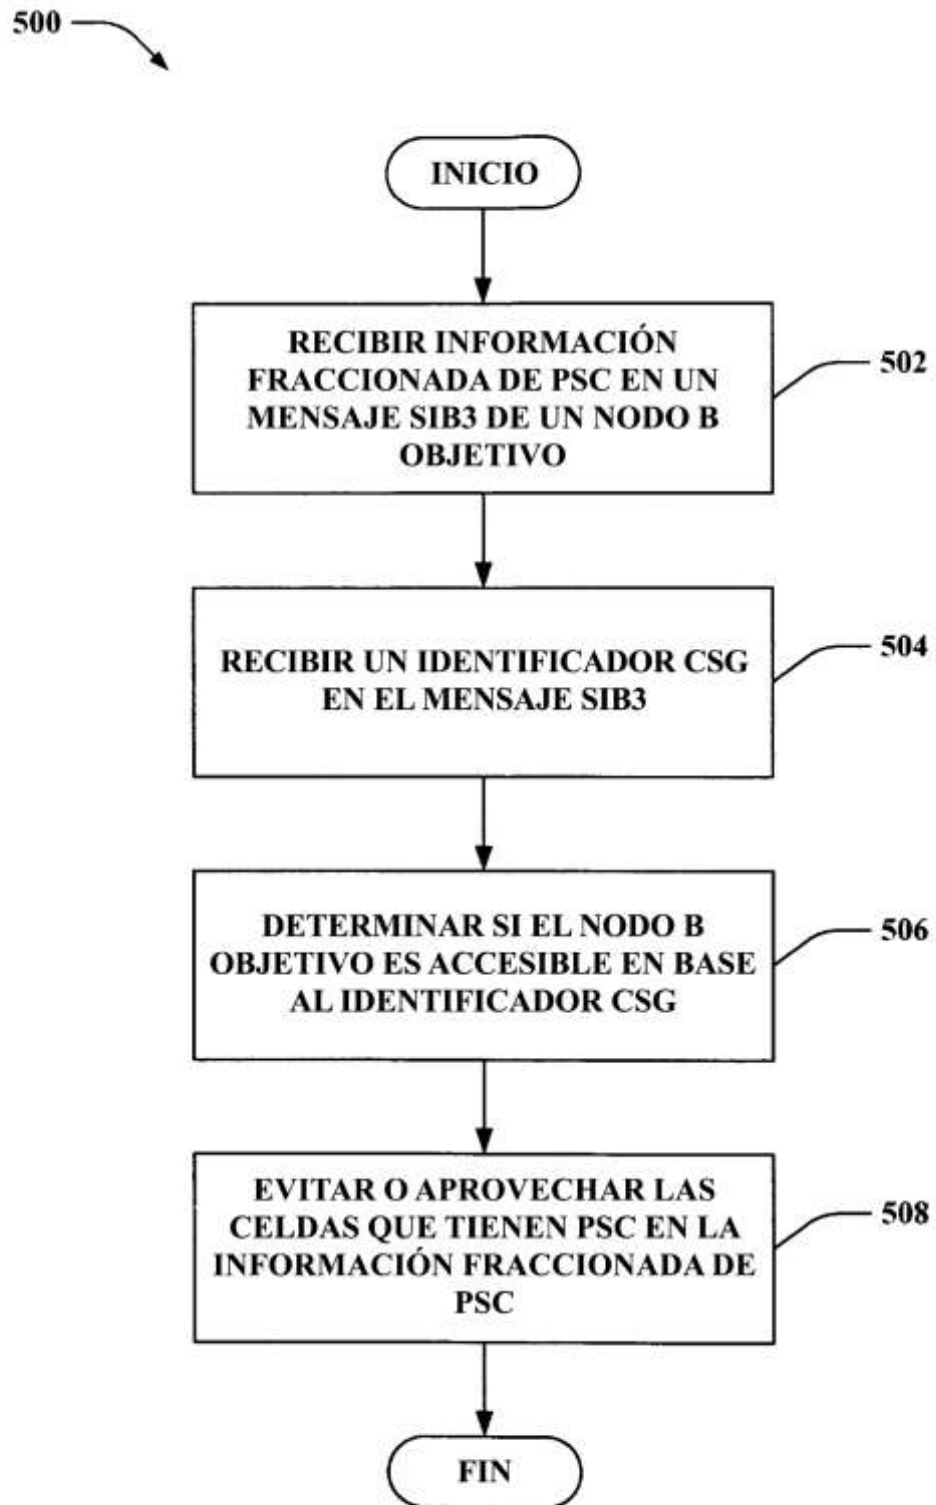 500
INICIO
RECIBIR INFORMACIÓN
FRACCIONADA DE PSC EN UN
MENSAJE SIB3 DE UN NODO B
OBJETIVO
502
RECIBIR UN IDENTIFICADOR CSG
EN EL MENSAJE SIB3
504
DETERMINAR SI EL NODO B
OBJETIVO ES ACCESIBLE EN BASE
AL IDENTIFICADOR CSG
506
EVITAR O APROVECHAR LAS
CELDAS QUE TIENEN PSC EN LA
INFORMACIÓN FRACCIONADA DE
PSC
508
FIN